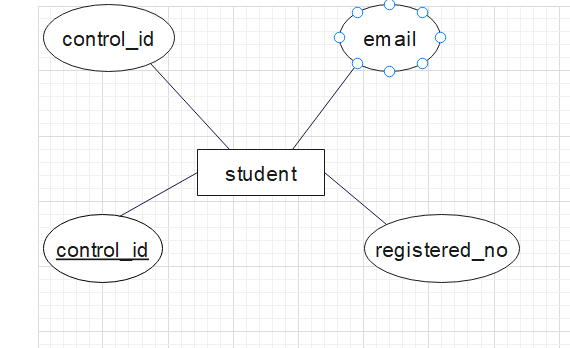 control_id
email
student
control_id
registered_no